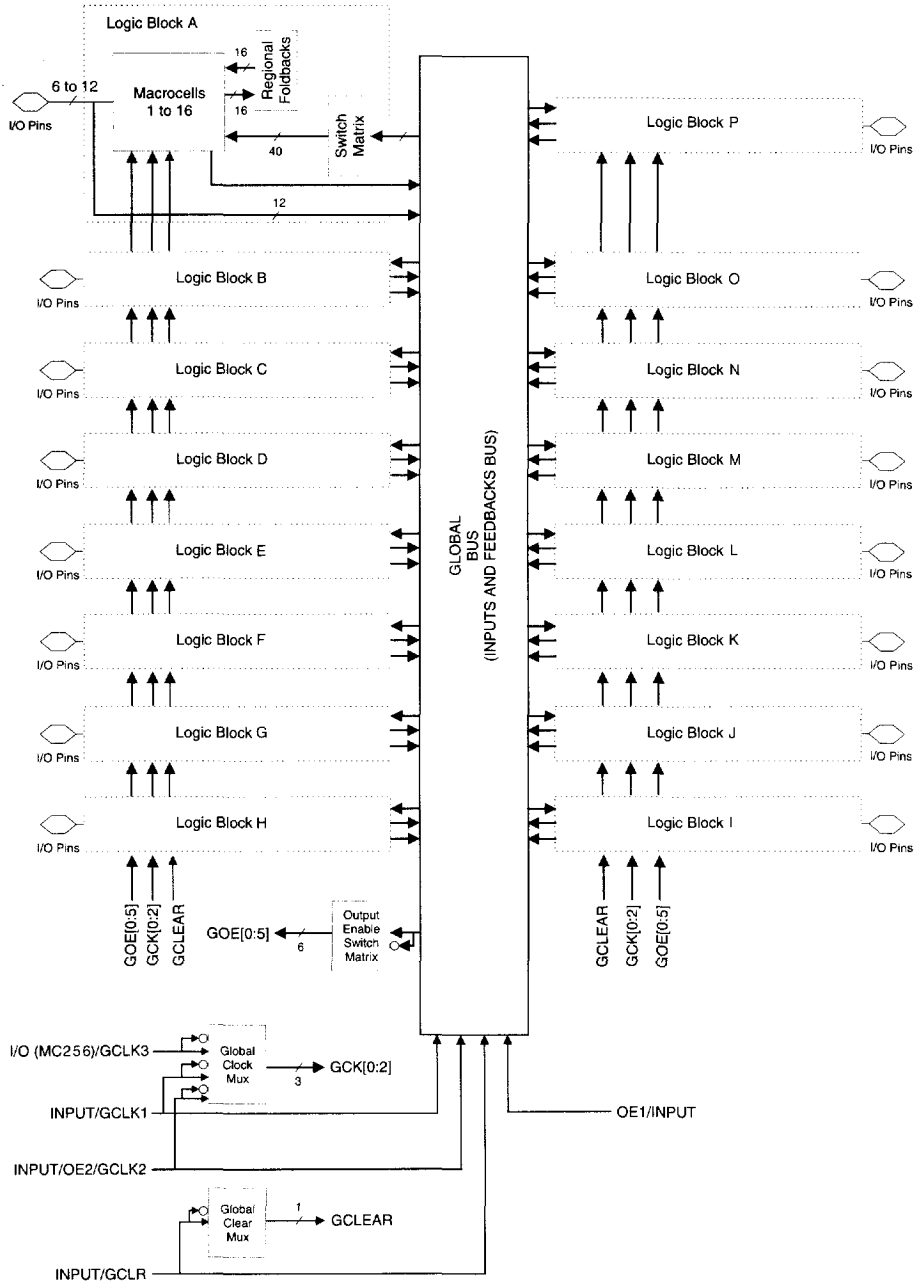 Logic Block A
16
Regional
Foldbacks
6 to 12
Macrocells
1 to 16
16
I/O Pins
40
Switch
Matrix
12
Logic Block P
I/O Pins
Logic Block B
I/O Pins
Logic Block O
I/O Pins
Logic Block C
I/O Pins
Logic Block N
I/O Pins
Logic Block D
I/O Pins
Logic Block M
I/O Pins
Logic Block E
I/O Pins
Logic Block L
I/O Pins
GLOBAL
BUS
(INPUTS AND FEEDBACKS BUS)
Logic Block F
I/O Pins
Logic Block K
I/O Pins
Logic Block G
I/O Pins
Logic Block J
I/O Pins
Logic Block H
I/O Pins
Logic Block I
I/O Pins
GOE[0:5]
GCK[0:2]
GCLEAR
GOE[0:5]
6
Output
Enable
Switch
Matrix
GCLEAR
GCK[0:2]
GOE[0:5]
I/O (MC256)/GCLK3
Global
Clock
Mux
3
GCK[0:2]
INPUT/GCLK1
OE1/INPUT
INPUT/OE2/GCLK2
Global
Clear
Mux
1
GCLEAR
INPUT/GCLR